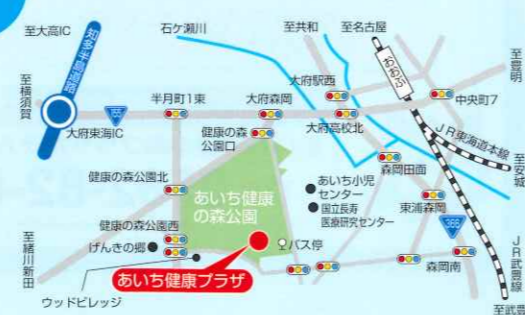 至大高IC
知多半島道路
石ケ瀬川
至共和
至名古屋
おおぶ
至豊明
至横須賀
大府東海IC
155
半月町1東
大府森岡
大府駅西
大府高校北
中央町7
JR東海道本線
至安城
健康の森
公園口
健康の森公園北
あいち健康
の森公園
あいち小児
センター
国立長寿
医療研究センター
森岡田面
東浦森岡
366
健康の森公園西
げんきの郷
バス停
森岡南
JR武豊線
至緒川新田
あいち健康プラザ
ウッドビレッジ
至武豊